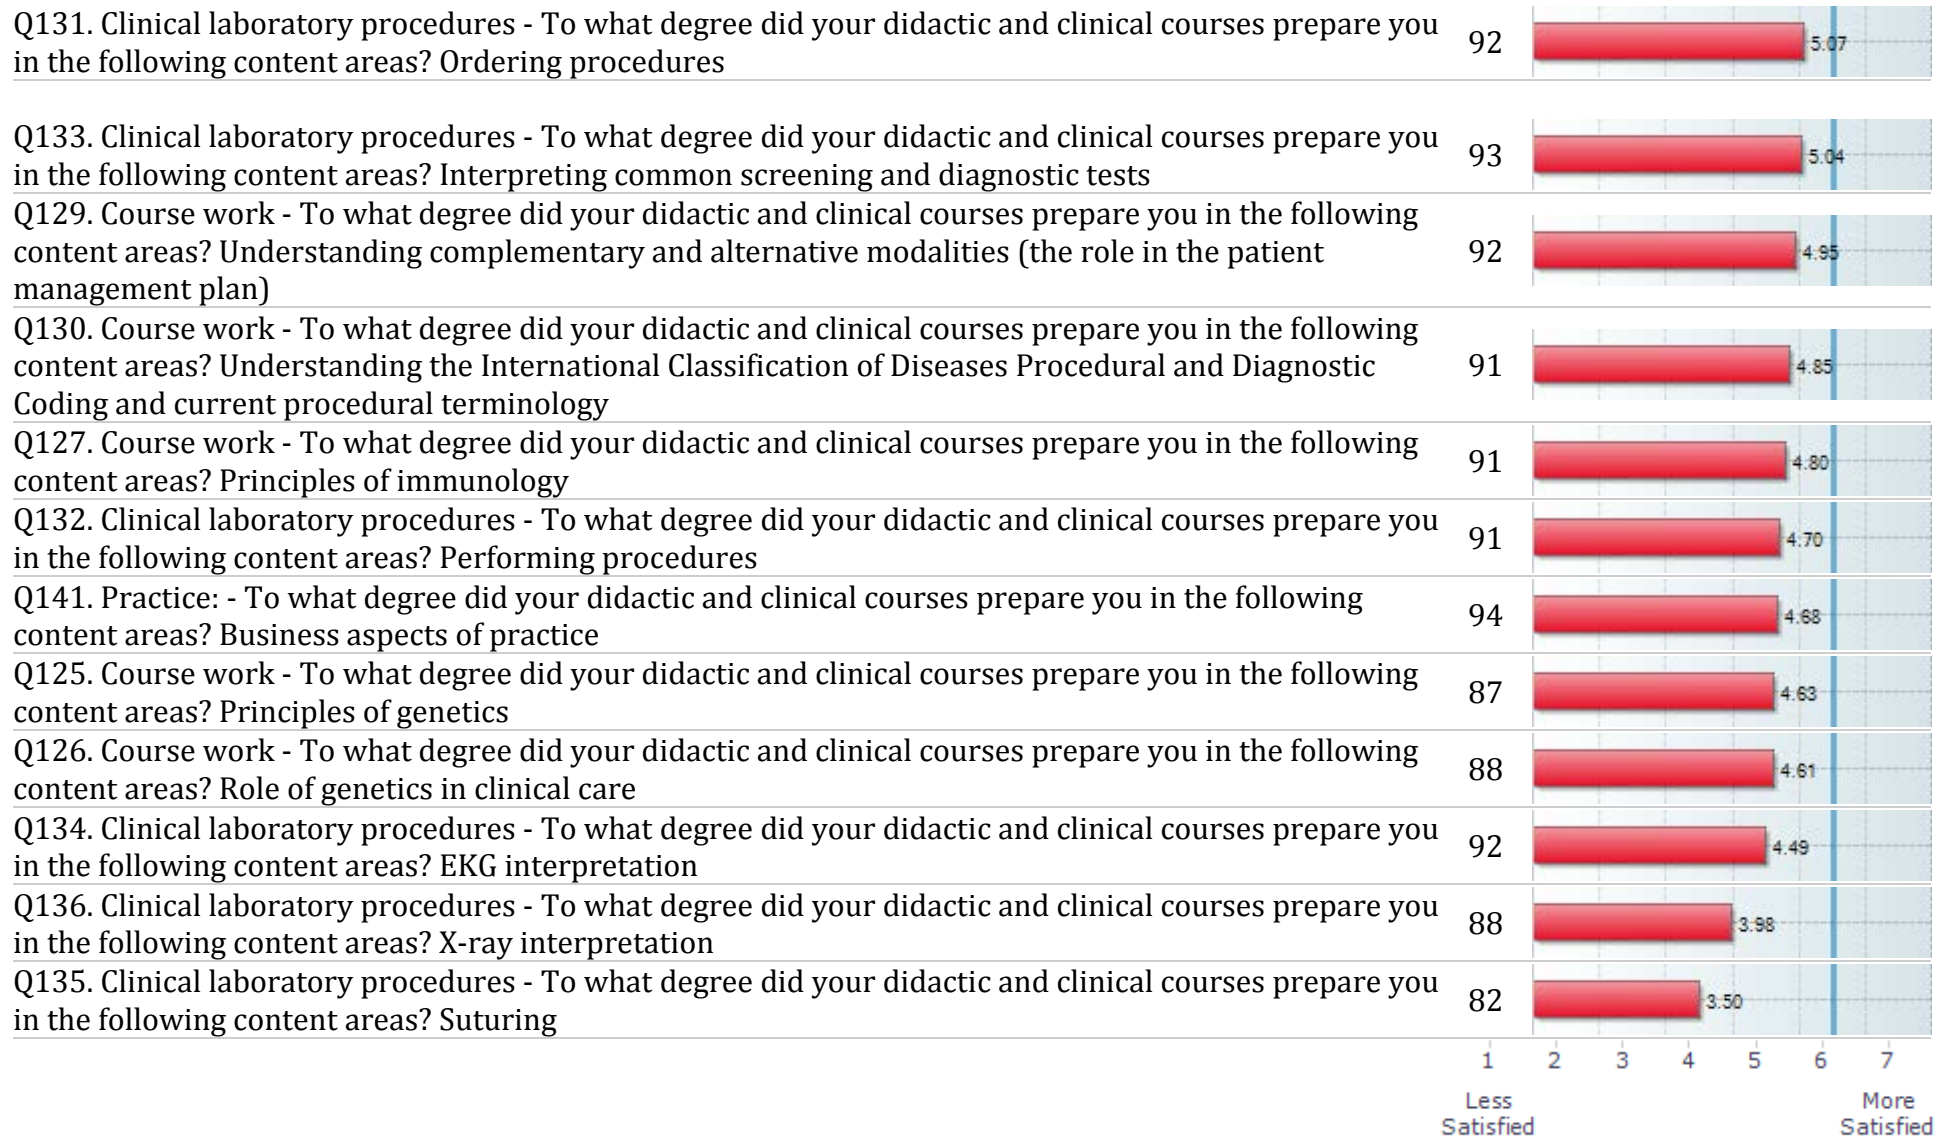 Q131. Clinical laboratory procedures - To what degree did your didactic and clinical courses prepare you
in the following content areas? Ordering procedures
92
5.07
Q133. Clinical laboratory procedures - To what degree did your didactic and clinical courses prepare you
in the following content areas? Interpreting common screening and diagnostic tests
93
5.04
Q129. Course work - To what degree did your didactic and clinical courses prepare you in the following
content areas? Understanding complementary and alternative modalities (the role in the patient
management plan)
92
4.95
Q130. Course work - To what degree did your didactic and clinical courses prepare you in the following
content areas? Understanding the International Classification of Diseases Procedural and Diagnostic
Coding and current procedural terminology
91
4.85
Q127. Course work - To what degree did your didactic and clinical courses prepare you in the following
content areas? Principles of immunology
91
4.80
Q132. Clinical laboratory procedures - To what degree did your didactic and clinical courses prepare you
in the following content areas? Performing procedures
91
4.70
Q141. Practice: - To what degree did your didactic and clinical courses prepare you in the following
content areas? Business aspects of practice
94
4.68
Q125. Course work - To what degree did your didactic and clinical courses prepare you in the following
content areas? Principles of genetics
87
4.63
Q126. Course work - To what degree did your didactic and clinical courses prepare you in the following
content areas? Role of genetics in clinical care
88
4.61
Q134. Clinical laboratory procedures - To what degree did your didactic and clinical courses prepare you
in the following content areas? EKG interpretation
92
4.49
Q136. Clinical laboratory procedures - To what degree did your didactic and clinical courses prepare you
in the following content areas? X-ray interpretation
88
3.98
Q135. Clinical laboratory procedures - To what degree did your didactic and clinical courses prepare you
in the following content areas? Suturing
82
3.50
1 2 3 4 5 6 7
Less
Satisfied
More
Satisfied